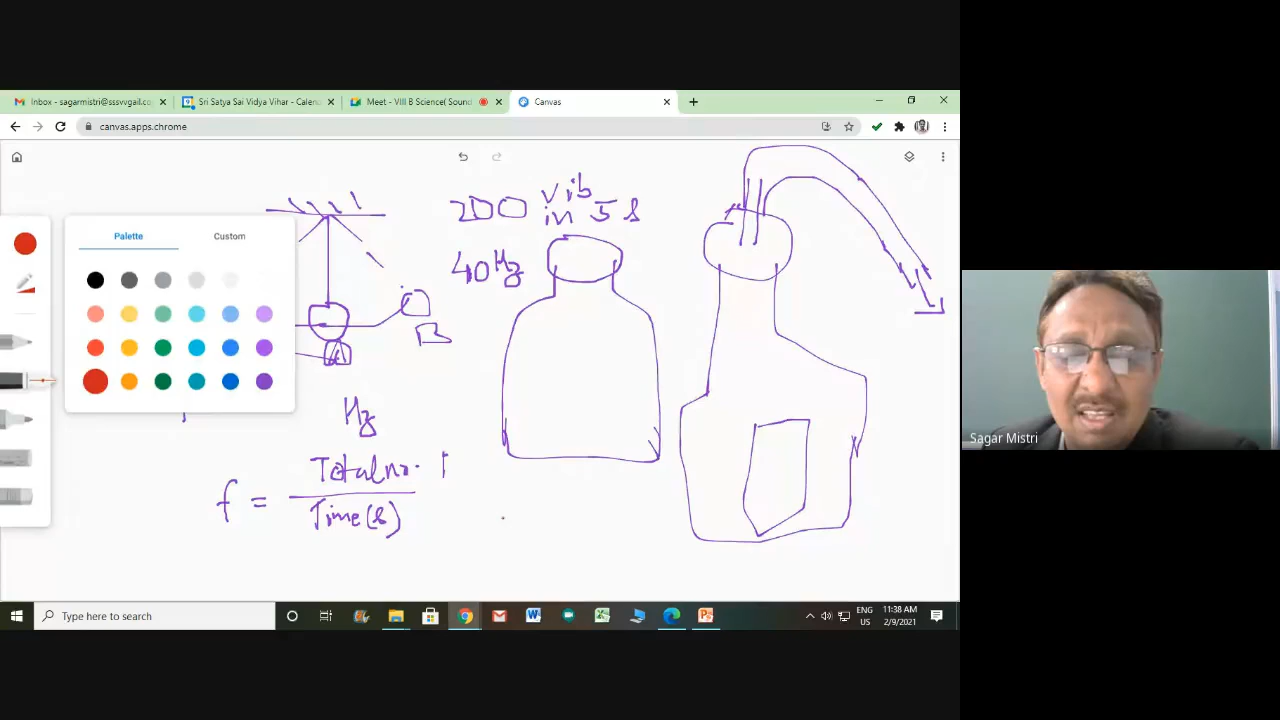 Inbox - sagarmistri@sssvvgail.co
Sri Satya Sai Vidya Vihar - Calend
Meet - VIII B Science( Sound
Canvas
canvas.apps.chrome
Palette
Custom
200 vib
in 5 s
40 Hz
A
B
Hz
f = Total no.
Time(s)
Sagar Mistri
Type here to search
ENG
US
11:38 AM
2/9/2021